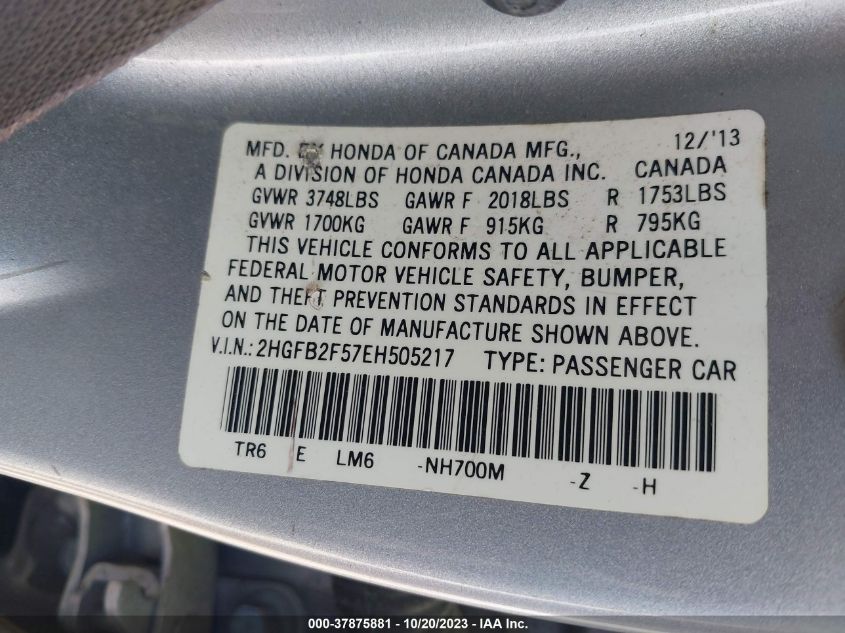 MFD. BY HONDA OF CANADA MFG., 12/'13
A DIVISION OF HONDA CANADA INC. CANADA
GVWR 3748LBS GAWR F 2018LBS R 1753LBS
GVWR 1700KG GAWR F 915KG R 795KG
THIS VEHICLE CONFORMS TO ALL APPLICABLE
FEDERAL MOTOR VEHICLE SAFETY, BUMPER,
AND THEFT PREVENTION STANDARDS IN EFFECT
ON THE DATE OF MANUFACTURE SHOWN ABOVE.
V.I.N.: 2HGFB2F57EH505217 TYPE: PASSENGER CAR
TR6 E LM6 -NH700M -Z -H
000-37875881 - 10/20/2023 - IAA Inc.